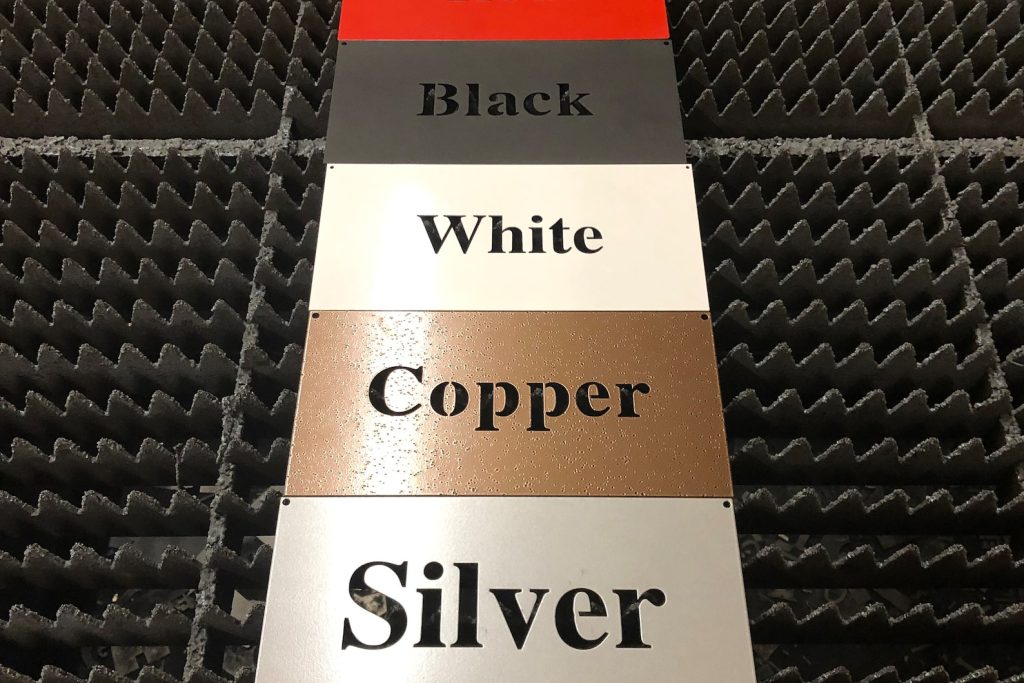 Black
White
Copper
Silver